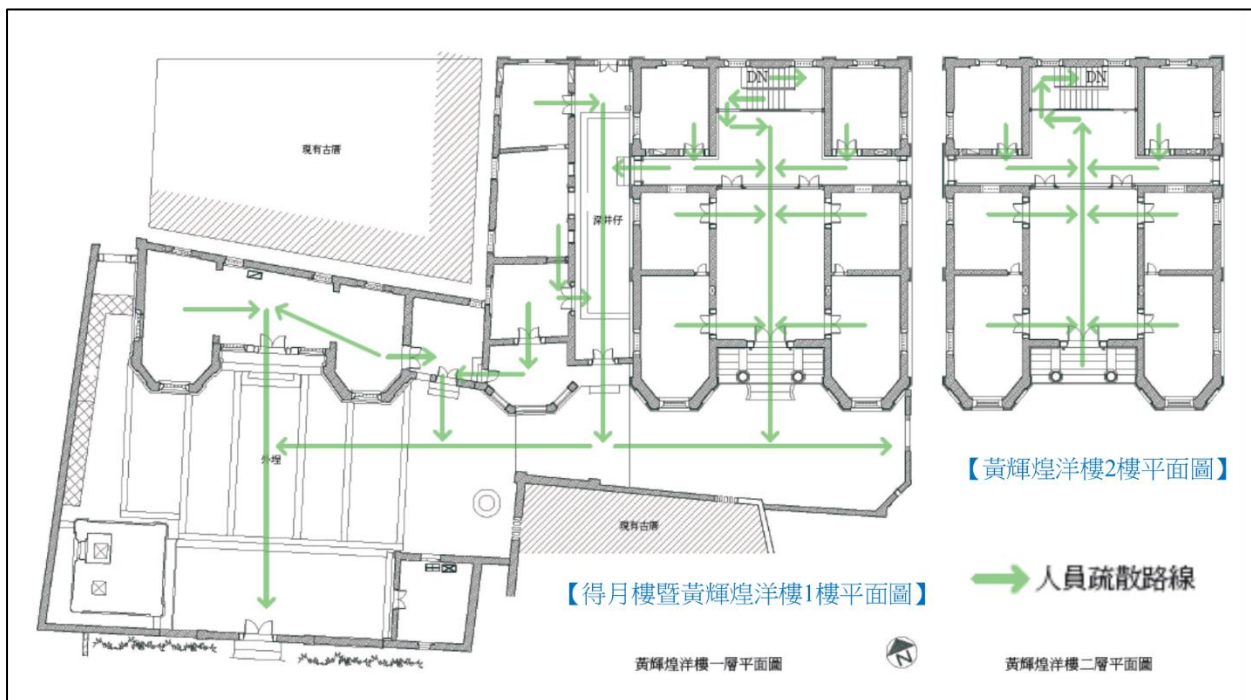 DN
DN
現有古厝
深井仔
外埕
現有古厝
【黃輝煌洋樓2樓平面圖】
【得月樓暨黃輝煌洋樓1樓平面圖】
人員疏散路線
黃輝煌洋樓一層平面圖
N
黃輝煌洋樓二層平面圖